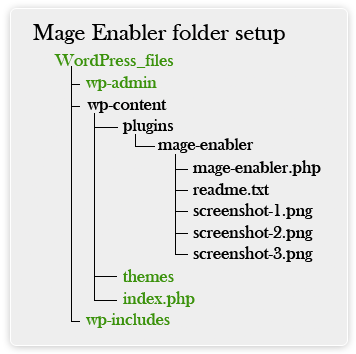 Mage Enabler folder setup
WordPress_files
wp-admin
wp-content
plugins
mage-enabler
mage-enabler.php
readme.txt
screenshot-1.png
screenshot-2.png
screenshot-3.png
themes
index.php
wp-includes